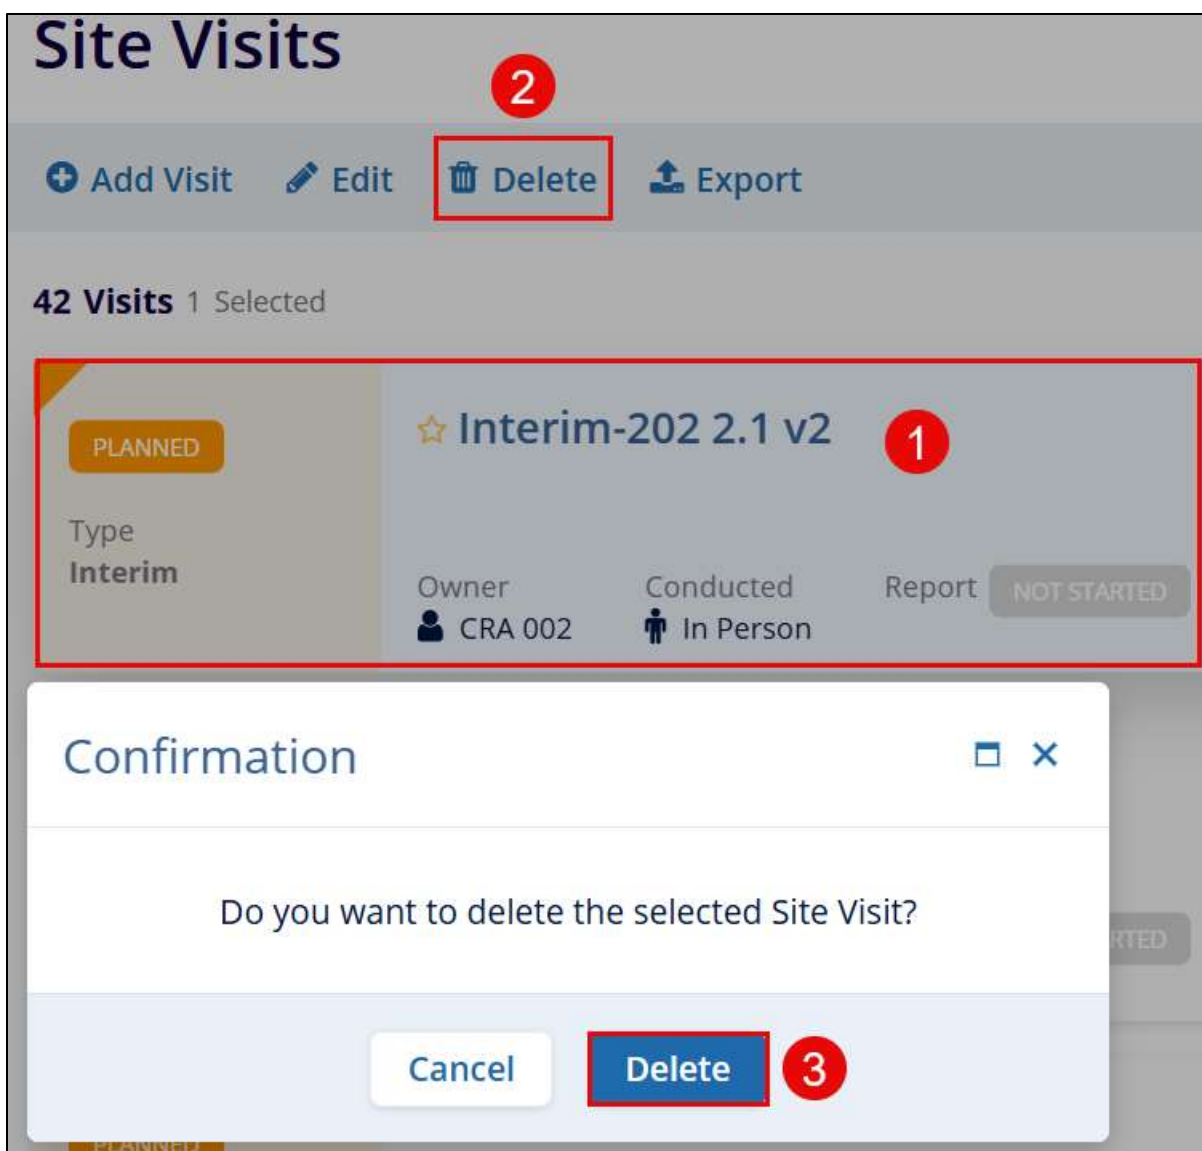 Site Visits
2
Add Visit Edit Delete Export
42 Visits 1 Selected
PLANNED
Interim-202 2.1 v2
1
Type
Interim
Owner Conducted Report NOT STARTED
CRA 002 In Person
Confirmation
Do you want to delete the selected Site Visit?
RTED
Cancel Delete 3
PLANNED